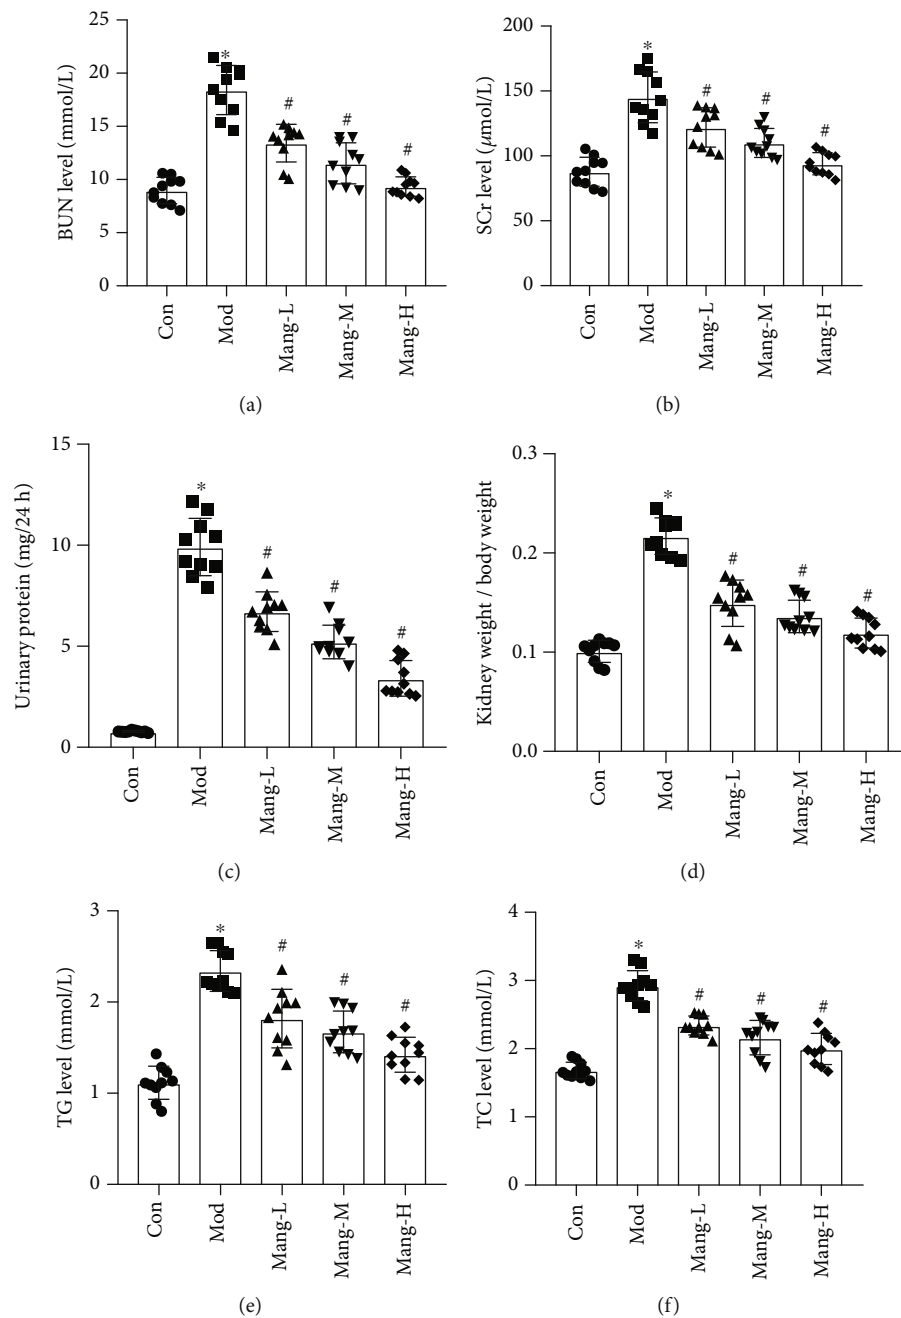 25
20
15
10
5
0
BUN level (mmol/L)
*
#
#
#
Con
Mod
Mang-L
Mang-M
Mang-H
(a)
200
150
100
50
0
SCr level (μmol/L)
*
#
#
#
Con
Mod
Mang-L
Mang-M
Mang-H
(b)
15
10
5
0
Urinary protein (mg/24 h)
*
#
#
#
Con
Mod
Mang-L
Mang-M
Mang-H
(c)
0.3
0.2
0.1
0.0
Kidney weight / body weight
*
#
#
#
Con
Mod
Mang-L
Mang-M
Mang-H
(d)
3
2
1
0
TG level (mmol/L)
*
#
#
#
Con
Mod
Mang-L
Mang-M
Mang-H
(e)
4
3
2
1
0
TC level (mmol/L)
*
#
#
#
Con
Mod
Mang-L
Mang-M
Mang-H
(f)